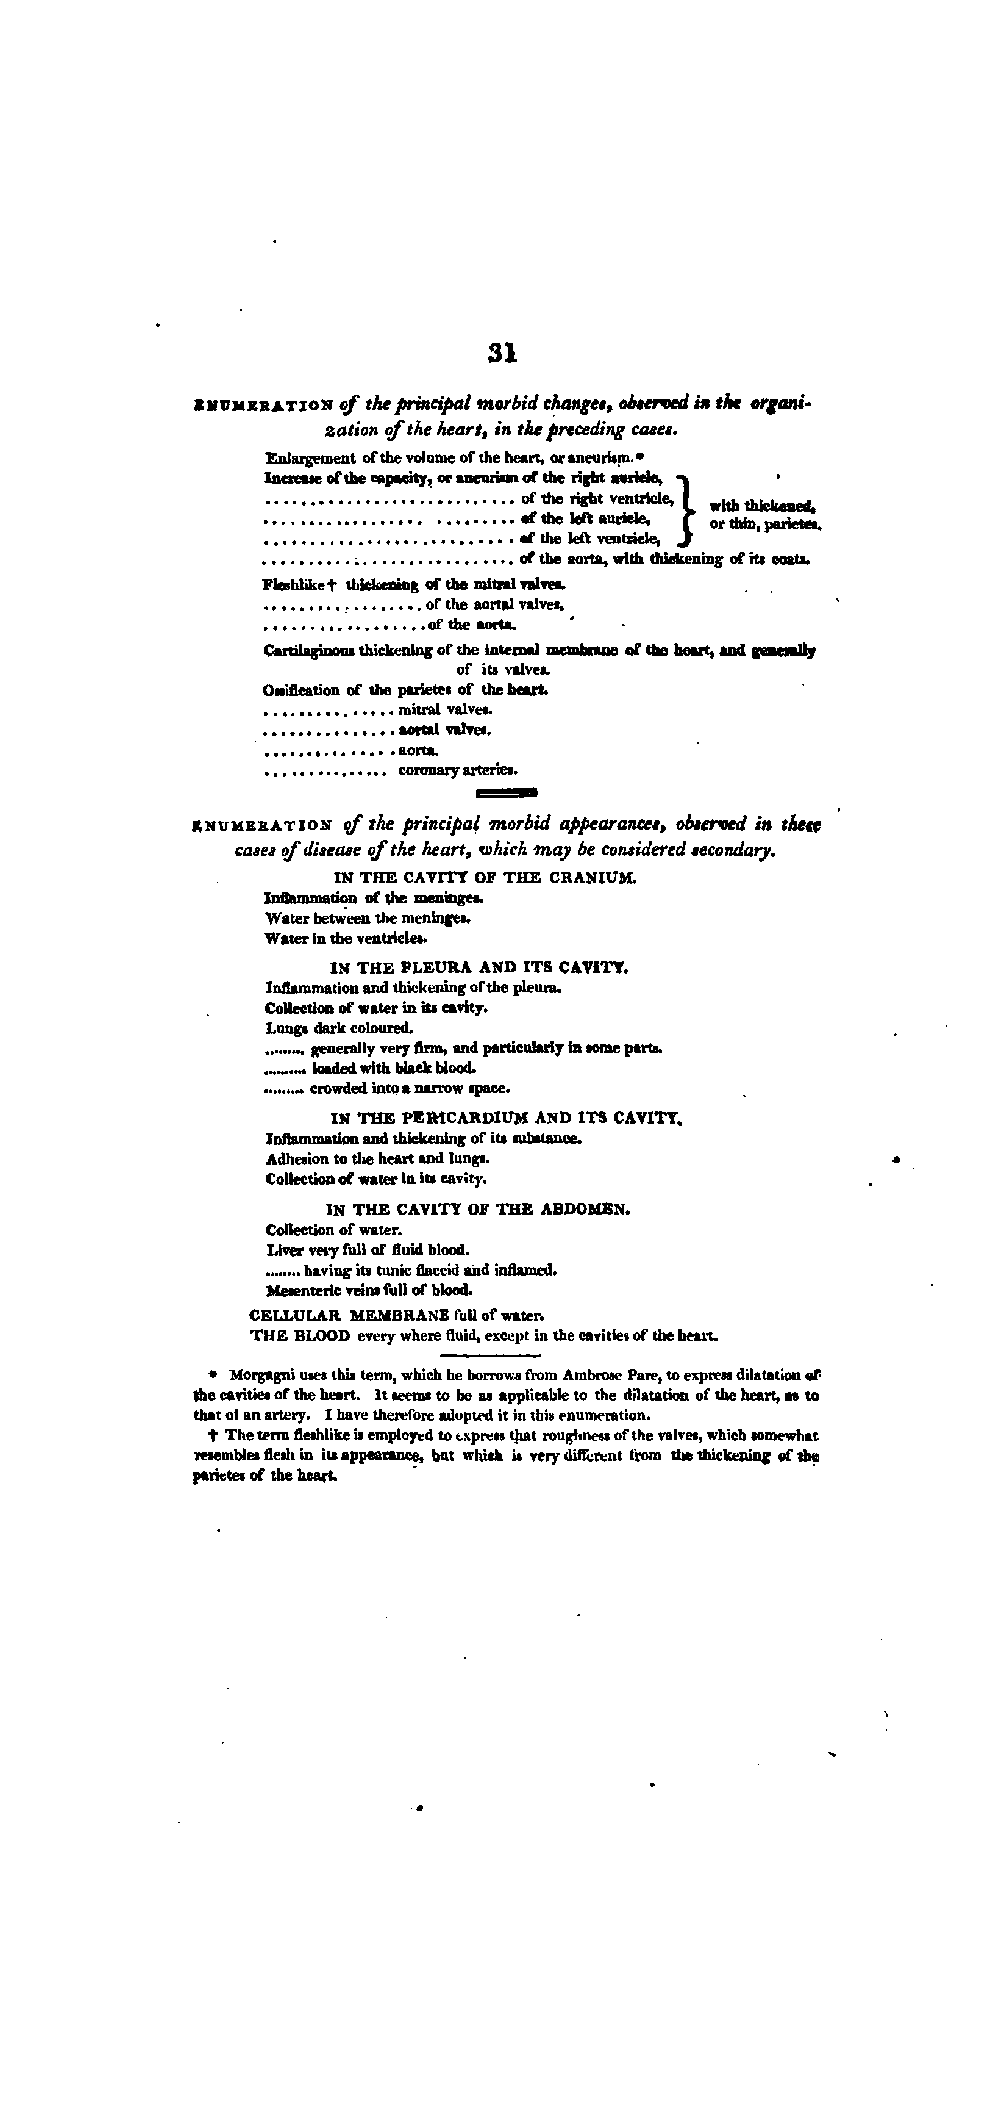 31
ENUMERATION of the principal morbid changes, observed in the organi-
zation of the heart, in the preceding cases.
Enlargement of the volume of the heart, or aneurism.*
Increase of the capacity, or aneurism of the right auricle,
............................ of the right ventricle,
.................. ......... of the left auricle,
............................ of the left ventricle,
} with thickened,
or thin, parietes.
............................ of the aorta, with thickening of its coats.
Fleshlike† thickening of the mitral valves.
.................. of the aortal valves.
.................. of the aorta.
Cartilaginous thickening of the internal membrane of the heart, and generally
of its valves.
Ossification of the parietes of the heart.
............... mitral valves.
............... aortal valves.
............... aorta.
.............. coronary arteries.
ENUMERATION of the principal morbid appearances, observed in these
cases of disease of the heart, which may be considered secondary.
IN THE CAVITY OF THE CRANIUM.
Inflammation of the meninges.
Water between the meninges.
Water in the ventricles.
IN THE PLEURA AND ITS CAVITY.
Inflammation and thickening of the pleura.
Collection of water in its cavity.
Lungs dark coloured.
......... generally very firm, and particularly in some parts.
......... loaded with black blood.
......... crowded into a narrow space.
IN THE PERICARDIUM AND ITS CAVITY.
Inflammation and thickening of its substance.
Adhesion to the heart and lungs.
Collection of water in its cavity.
IN THE CAVITY OF THE ABDOMEN.
Collection of water.
Liver very full of fluid blood.
........ having its tunic flaccid and inflamed.
Mesenteric veins full of blood.
CELLULAR MEMBRANE full of water.
THE BLOOD every where fluid, except in the cavities of the heart.
* Morgagni uses this term, which he borrows from Ambrose Pare, to express dilatation of
the cavities of the heart. It seems to be as applicable to the dilatation of the heart, as to
that of an artery. I have therefore adopted it in this enumeration.
† The term fleshlike is employed to express that roughness of the valves, which somewhat
resembles flesh in its appearance, but which is very different from the thickening of the
parietes of the heart.